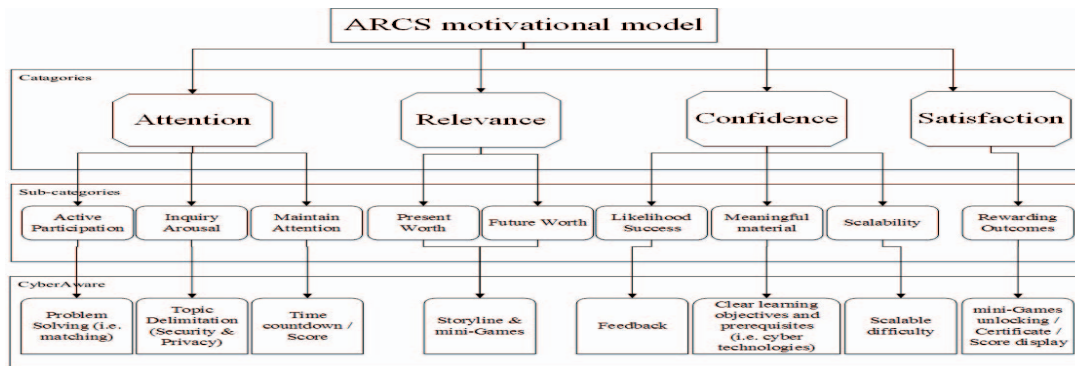 ARCS motivational model
Catagories
Attention
Relevance
Confidence
Satisfaction
Sub-categories
Active
Participation
Inquiry
Arousal
Maintain
Attention
Present
Worth
Future Worth
Likelihood
Success
Meaningful
material
Scalability
Rewarding
Outcomes
CyberAware
Problem
Solving (i.e.
matching)
Topic
Delimitation
(Security &
Privacy)
Time
countdown /
Score
Storyline &
mini-Games
Feedback
Clear learning
objectives and
prerequisites
(i.e. cyber
technologies)
Scalable
difficulty
mini-Games
unlocking /
Certificate /
Score display